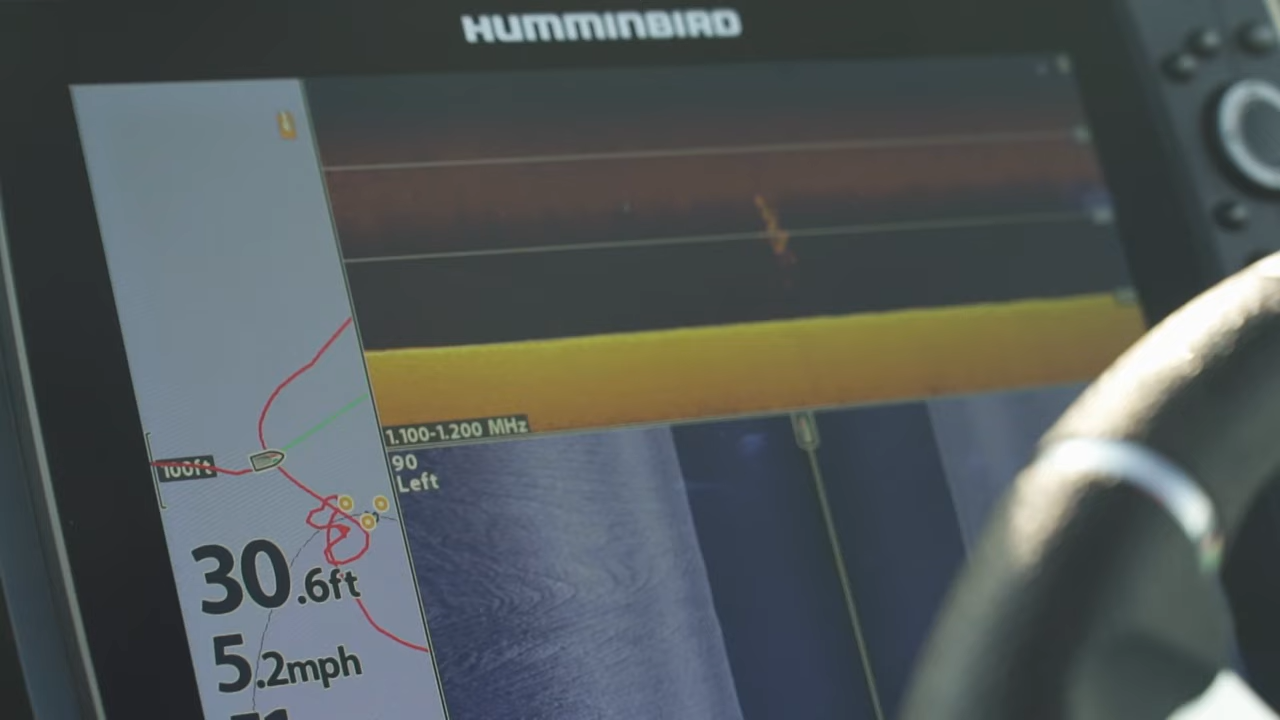 HUMMINBIRD
1.100-1.200 MHz
90
Left
100ft
30.6ft
5.2mph